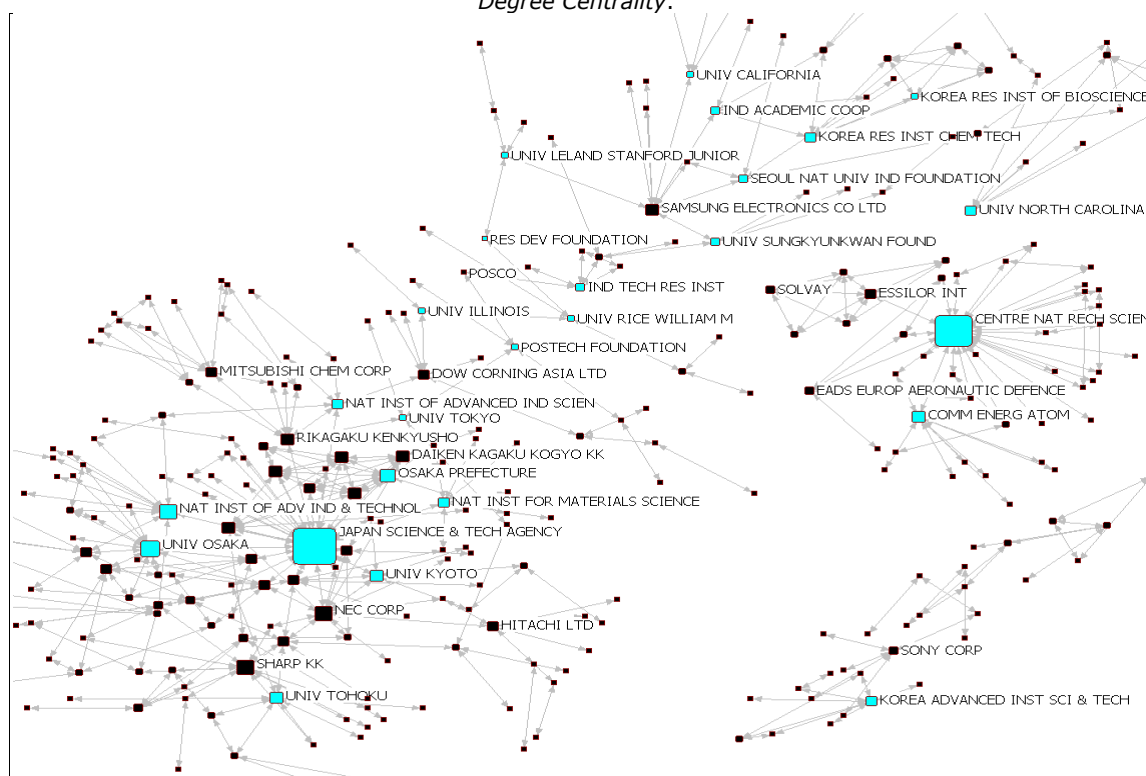 Degree Centrality.
UNIV CALIFORNIA
KOREA RES INST OF BIOSCIENCE
IND ACADEMIC COOP
KOREA RES INST CHEM TECH
UNIV LELAND STANFORD JUNIOR
SEOUL NAT UNIV IND FOUNDATION
SAMSUNG ELECTRONICS CO LTD
UNIV NORTH CAROLINA
RES DEV FOUNDATION
UNIV SUNGKYUNKWAN FOUND
POSCO
IND TECH RES INST
SOLVAY
ESSILOR INT
UNIV ILLINOIS
UNIV RICE WILLIAM M
CENTRE NAT RECH SCIEN
POSTECH FOUNDATION
MITSUBISHI CHEM CORP
DOW CORNING ASIA LTD
EADS EUROP AERONAUTIC DEFENCE
NAT INST OF ADVANCED IND SCIEN
UNIV TOKYO
COMM ENERG ATOM
RIKAGAKU KENKYUSHO
DAIKEN KAGAKU KOGYO KK
OSAKA PREFECTURE
NAT INST FOR MATERIALS SCIENCE
NAT INST OF ADV IND & TECHNOL
JAPAN SCIENCE & TECH AGENCY
UNIV OSAKA
UNIV KYOTO
NEC CORP
HITACHI LTD
SONY CORP
SHARP KK
UNIV TOHOKU
KOREA ADVANCED INST SCI & TECH